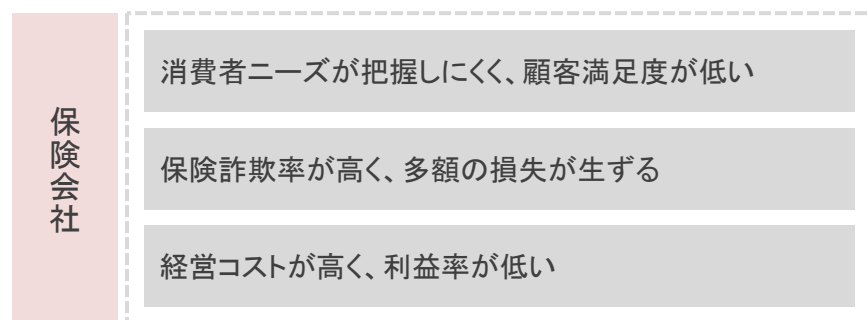 保険会社
消費者ニーズが把握しにくく、顧客満足度が低い
保険詐欺率が高く、多額の損失が生ずる
経営コストが高く、利益率が低い